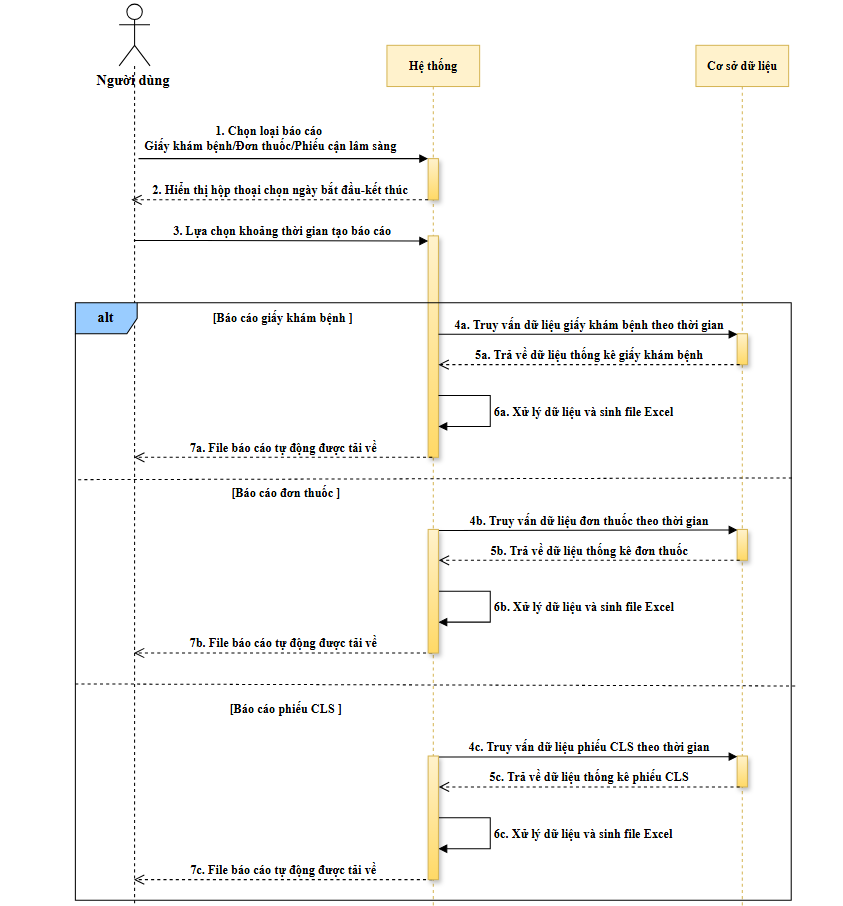 Người dùng
Hệ thống
Cơ sở dữ liệu
1. Chọn loại báo cáo
Giấy khám bệnh/Đơn thuốc/Phiếu cận lâm sàng
2. Hiển thị hộp thoại chọn ngày bắt đầu-kết thúc
3. Lựa chọn khoảng thời gian tạo báo cáo
alt
[Báo cáo giấy khám bệnh ]
4a. Truy vấn dữ liệu giấy khám bệnh theo thời gian
5a. Trả về dữ liệu thống kê giấy khám bệnh
6a. Xử lý dữ liệu và sinh file Excel
7a. File báo cáo tự động được tải về
[Báo cáo đơn thuốc ]
4b. Truy vấn dữ liệu đơn thuốc theo thời gian
5b. Trả về dữ liệu thống kê đơn thuốc
6b. Xử lý dữ liệu và sinh file Excel
7b. File báo cáo tự động được tải về
[Báo cáo phiếu CLS ]
4c. Truy vấn dữ liệu phiếu CLS theo thời gian
5c. Trả về dữ liệu thống kê phiếu CLS
6c. Xử lý dữ liệu và sinh file Excel
7c. File báo cáo tự động được tải về